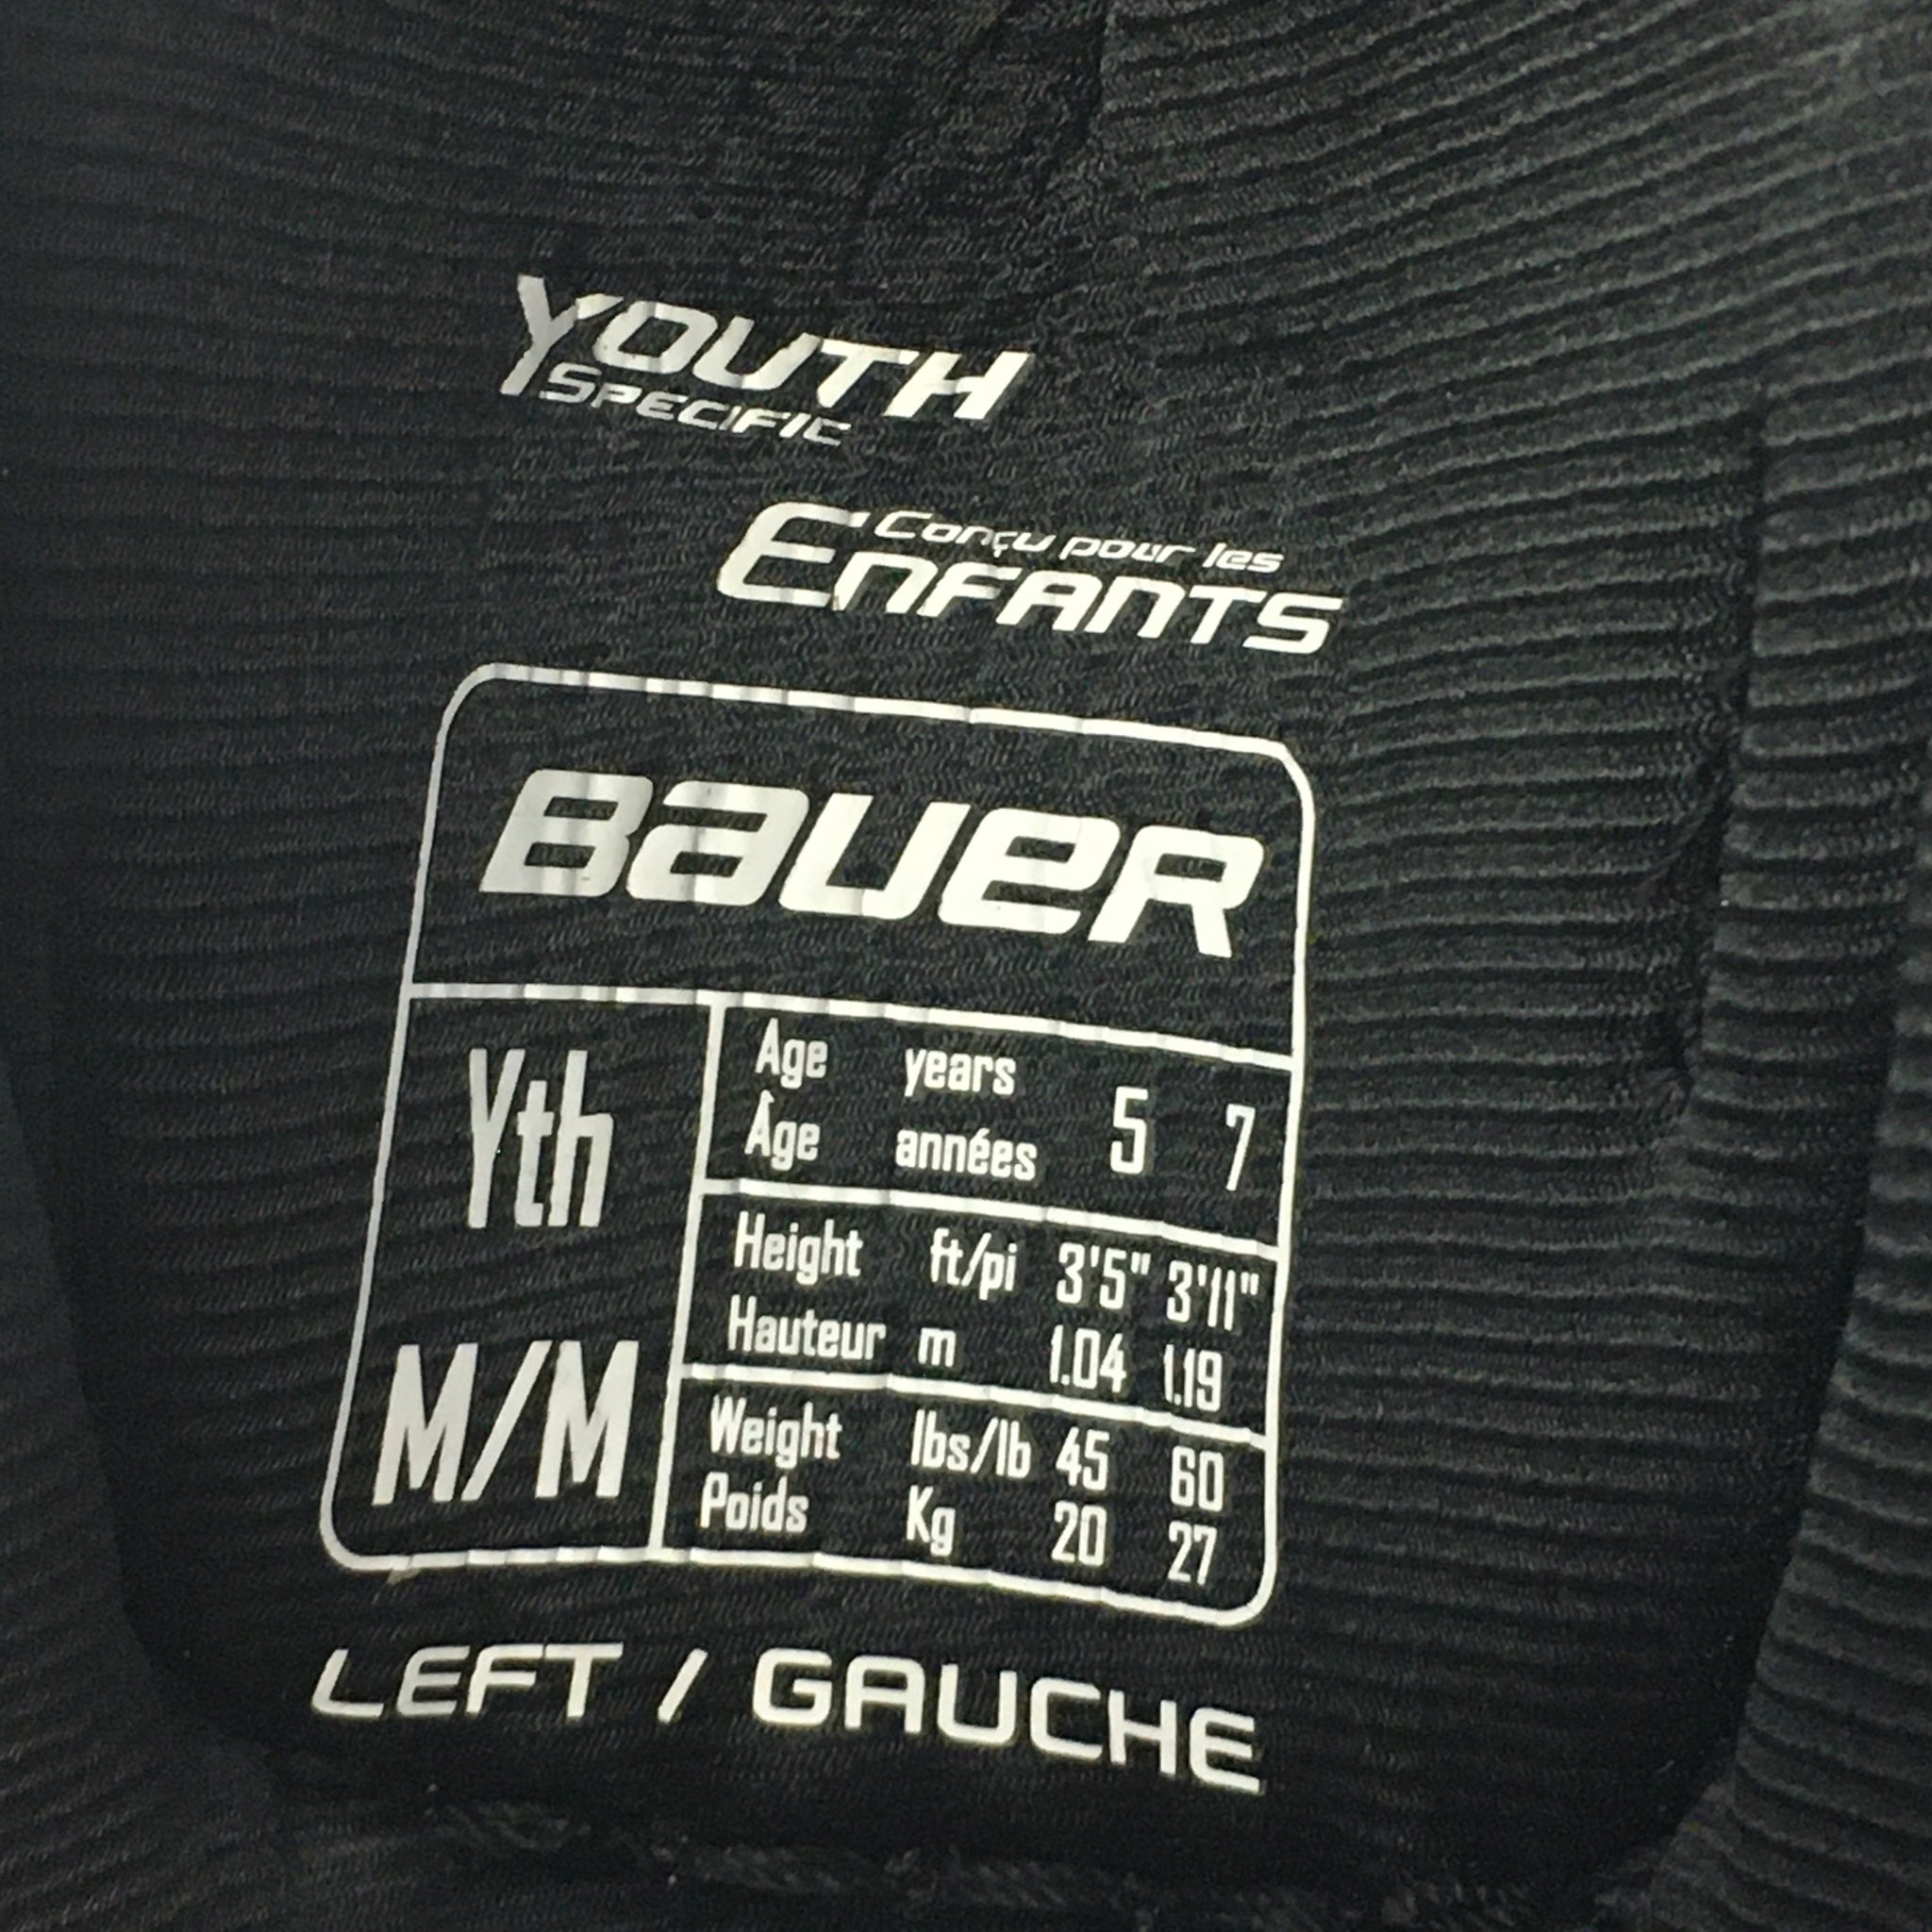 YOUTH
SPECIFIC
Conçu pour les
ENFANTS
BAUER
Yth
M/M
Age years
Âge années 5 7
Height ft/pi 3'5" 3'11"
Hauteur m 1.04 1.19
Weight lbs/lb 45 60
Poids Kg 20 27
LEFT / GAUCHE